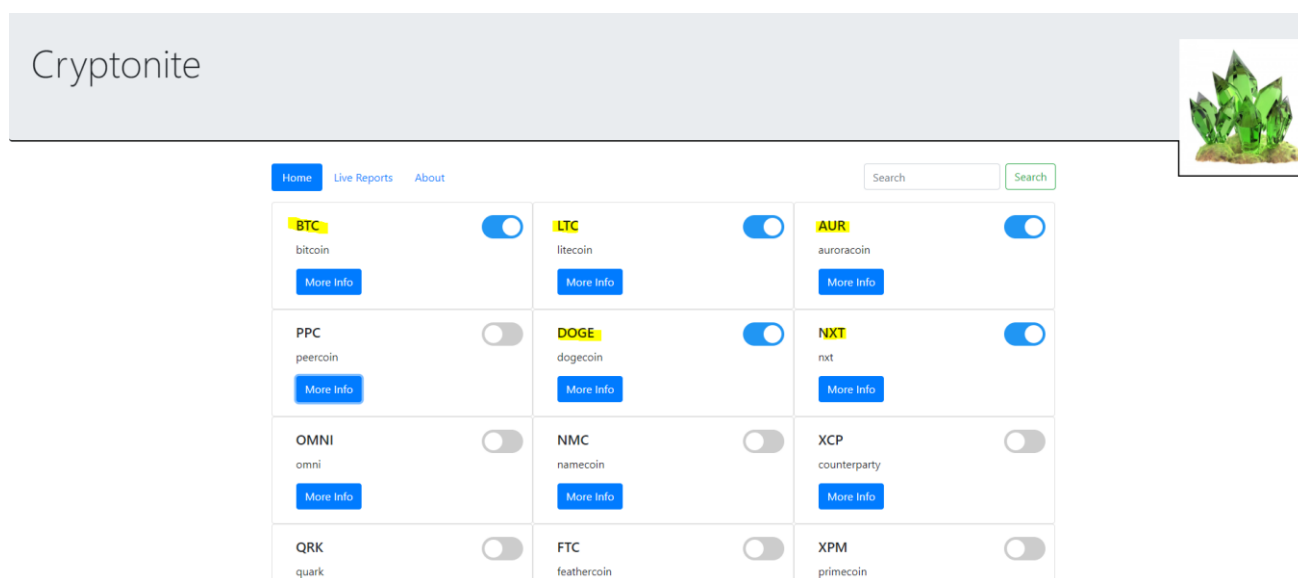 Cryptonite
Home Live Reports About Search Search
BTC LTC AUR
bitcoin litecoin auroracoin
More Info More Info More Info
PPC DOGE NXT
peercoin dogecoin nxt
More Info More Info More Info
OMNI NMC XCP
omni namecoin counterparty
More Info More Info More Info
QRK FTC XPM
quark feathercoin primecoin